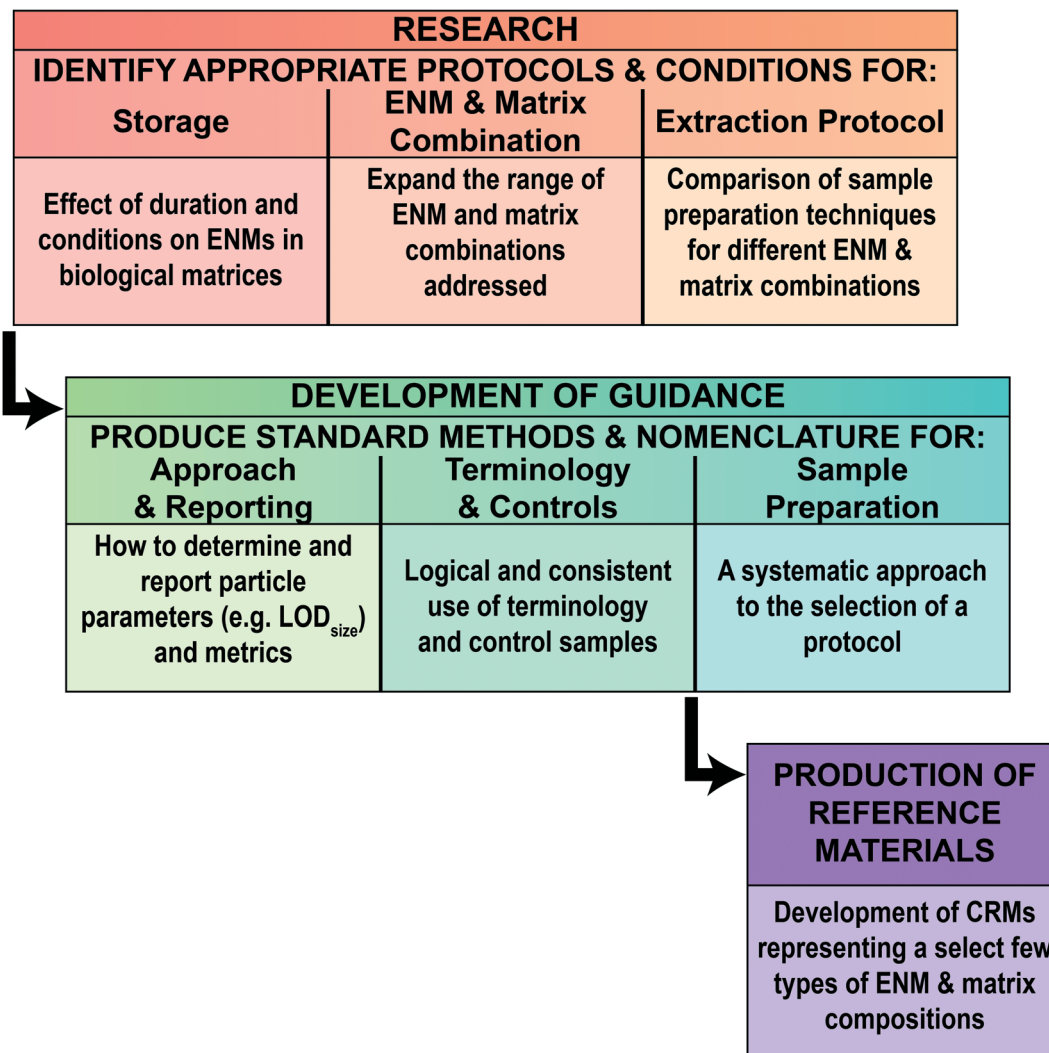 RESEARCH
IDENTIFY APPROPRIATE PROTOCOLS & CONDITIONS FOR:
Storage
ENM & Matrix
Combination
Extraction Protocol
Effect of duration and
conditions on ENMs in
biological matrices
Expand the range of
ENM and matrix
combinations
addressed
Comparison of sample
preparation techniques
for different ENM &
matrix combinations
DEVELOPMENT OF GUIDANCE
PRODUCE STANDARD METHODS & NOMENCLATURE FOR:
Approach
& Reporting
Terminology
& Controls
Sample
Preparation
How to determine and
report particle
parameters (e.g. LODsize)
and metrics
Logical and consistent
use of terminology
and control samples
A systematic approach
to the selection of a
protocol
PRODUCTION OF
REFERENCE
MATERIALS
Development of CRMs
representing a select few
types of ENM & matrix
compositions